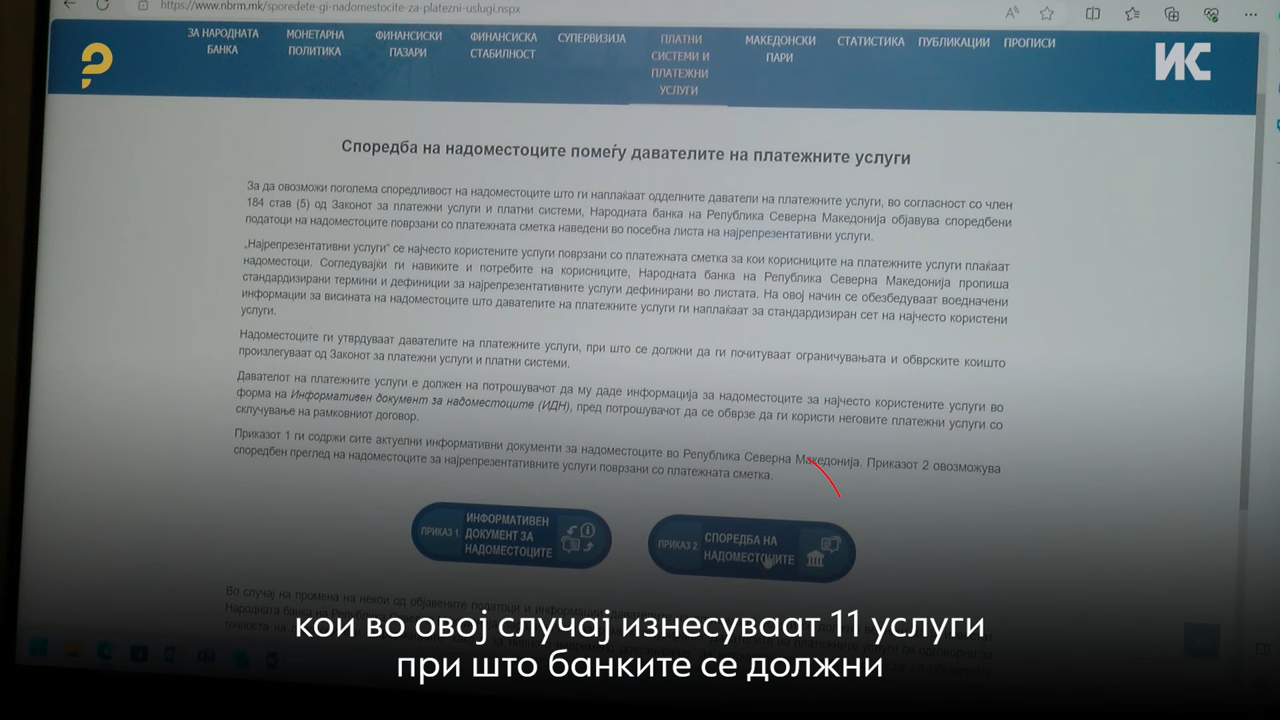 https://www.nbrm.mk/sporedete-gi-nadomestocite-za-platezni-uslugi.nspx
ЗА НАРОДНАТА БАНКА
МОНЕТАРНА ПОЛИТИКА
ФИНАНСИСКИ ПАЗАРИ
ФИНАНСИСКА СТАБИЛНОСТ
СУПЕРВИЗИЈА
ПЛАТНИ СИСТЕМИ И ПЛАТЕЖНИ УСЛУГИ
МАКЕДОНСКИ ПАРИ
СТАТИСТИКА
ПУБЛИКАЦИИ
ПРОПИСИ
ИС
Споредба на надоместоците помеѓу давателите на платежните услуги
За да овозможи поголема споредливост на надоместоците што ги наплаќаат одделните даватели на платежните услуги, во согласност со член
184 став (5) од Законот за платежни услуги и платни системи, Народната банка на Република Северна Македонија објавува споредбени
податоци на надоместоците поврзани со платежната сметка наведени во посебна листа на најрепрезентативни услуги.
„Најрепрезентативни услуги“ се најчесто користените услуги поврзани со платежната сметка за кои корисниците на платежните услуги плаќаат
надоместоци. Согледувајќи ги навиките и потребите на корисниците, Народната банка на Република Северна Македонија пропиша
стандардизирани термини и дефиниции за најрепрезентативните услуги дефинирани во листата. На овој начин се обезбедуваат воедначени
информации за висината на надоместоците што давателите на платежните услуги ги наплаќаат за стандардизиран сет на најчесто користени
услуги.
Надоместоците ги утврдуваат давателите на платежните услуги, при што се должни да ги почитуваат ограничувањата и обврските коишто
произлегуваат од Законот за платежни услуги и платни системи.
Давателот на платежните услуги е должен на потрошувачот да му даде информација за надоместоците за најчесто користените услуги во
форма на Информативен документ за надоместоците (ИДН), пред потрошувачот да се обврзе да ги користи неговите платежни услуги со
склучување на рамковниот договор.
Приказот 1 ги содржи сите актуелни информативни документи за надоместоците во Република Северна Македонија. Приказот 2 овозможува
споредбен преглед на надоместоците за најрепрезентативните услуги поврзани со платежната сметка.
ПРИКАЗ 1.
ИНФОРМАТИВЕН
ДОКУМЕНТ ЗА
НАДОМЕСТОЦИТЕ
ПРИКАЗ 2.
СПОРЕДБА НА
НАДОМЕСТОЦИТЕ
Во случај на промена на некои од објавените податоци и информации
Народната банка на
кои во овој случај изнесуваат 11 услуги
при што банките се должни